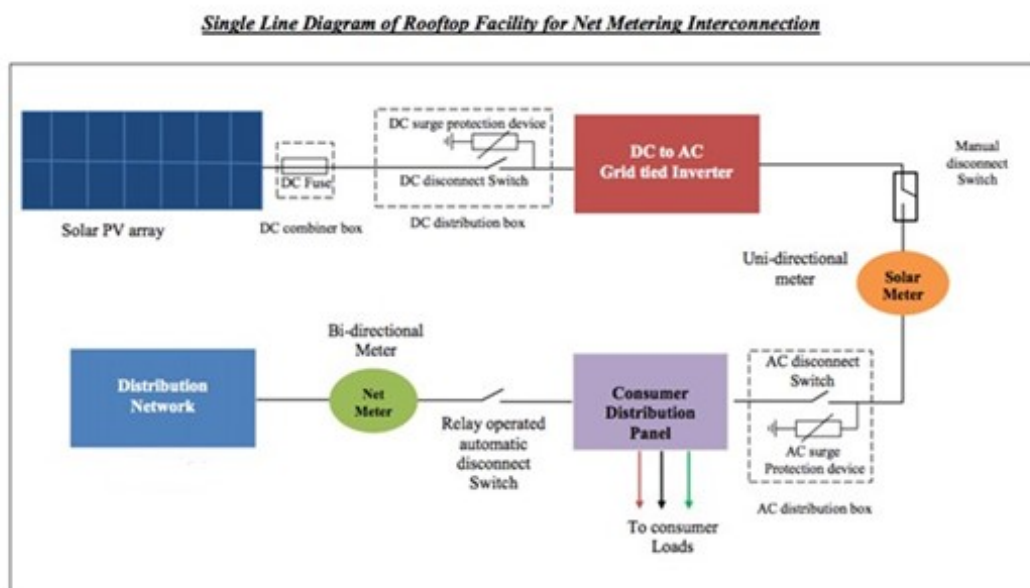 Single Line Diagram of Rooftop Facility for Net Metering Interconnection
DC surge protection device
DC to AC
Grid tied Inverter
Manual
disconnect
Switch
DC Fuse
DC disconnect Switch
Solar PV array
DC combiner box
DC distribution box
Uni-directional
meter
Solar
Meter
Bi-directional
Meter
Distribution
Network
Net
Meter
Relay operated
automatic
disconnect
Switch
Consumer
Distribution
Panel
AC disconnect
Switch
AC surge
Protection device
AC distribution box
To consumer
Loads